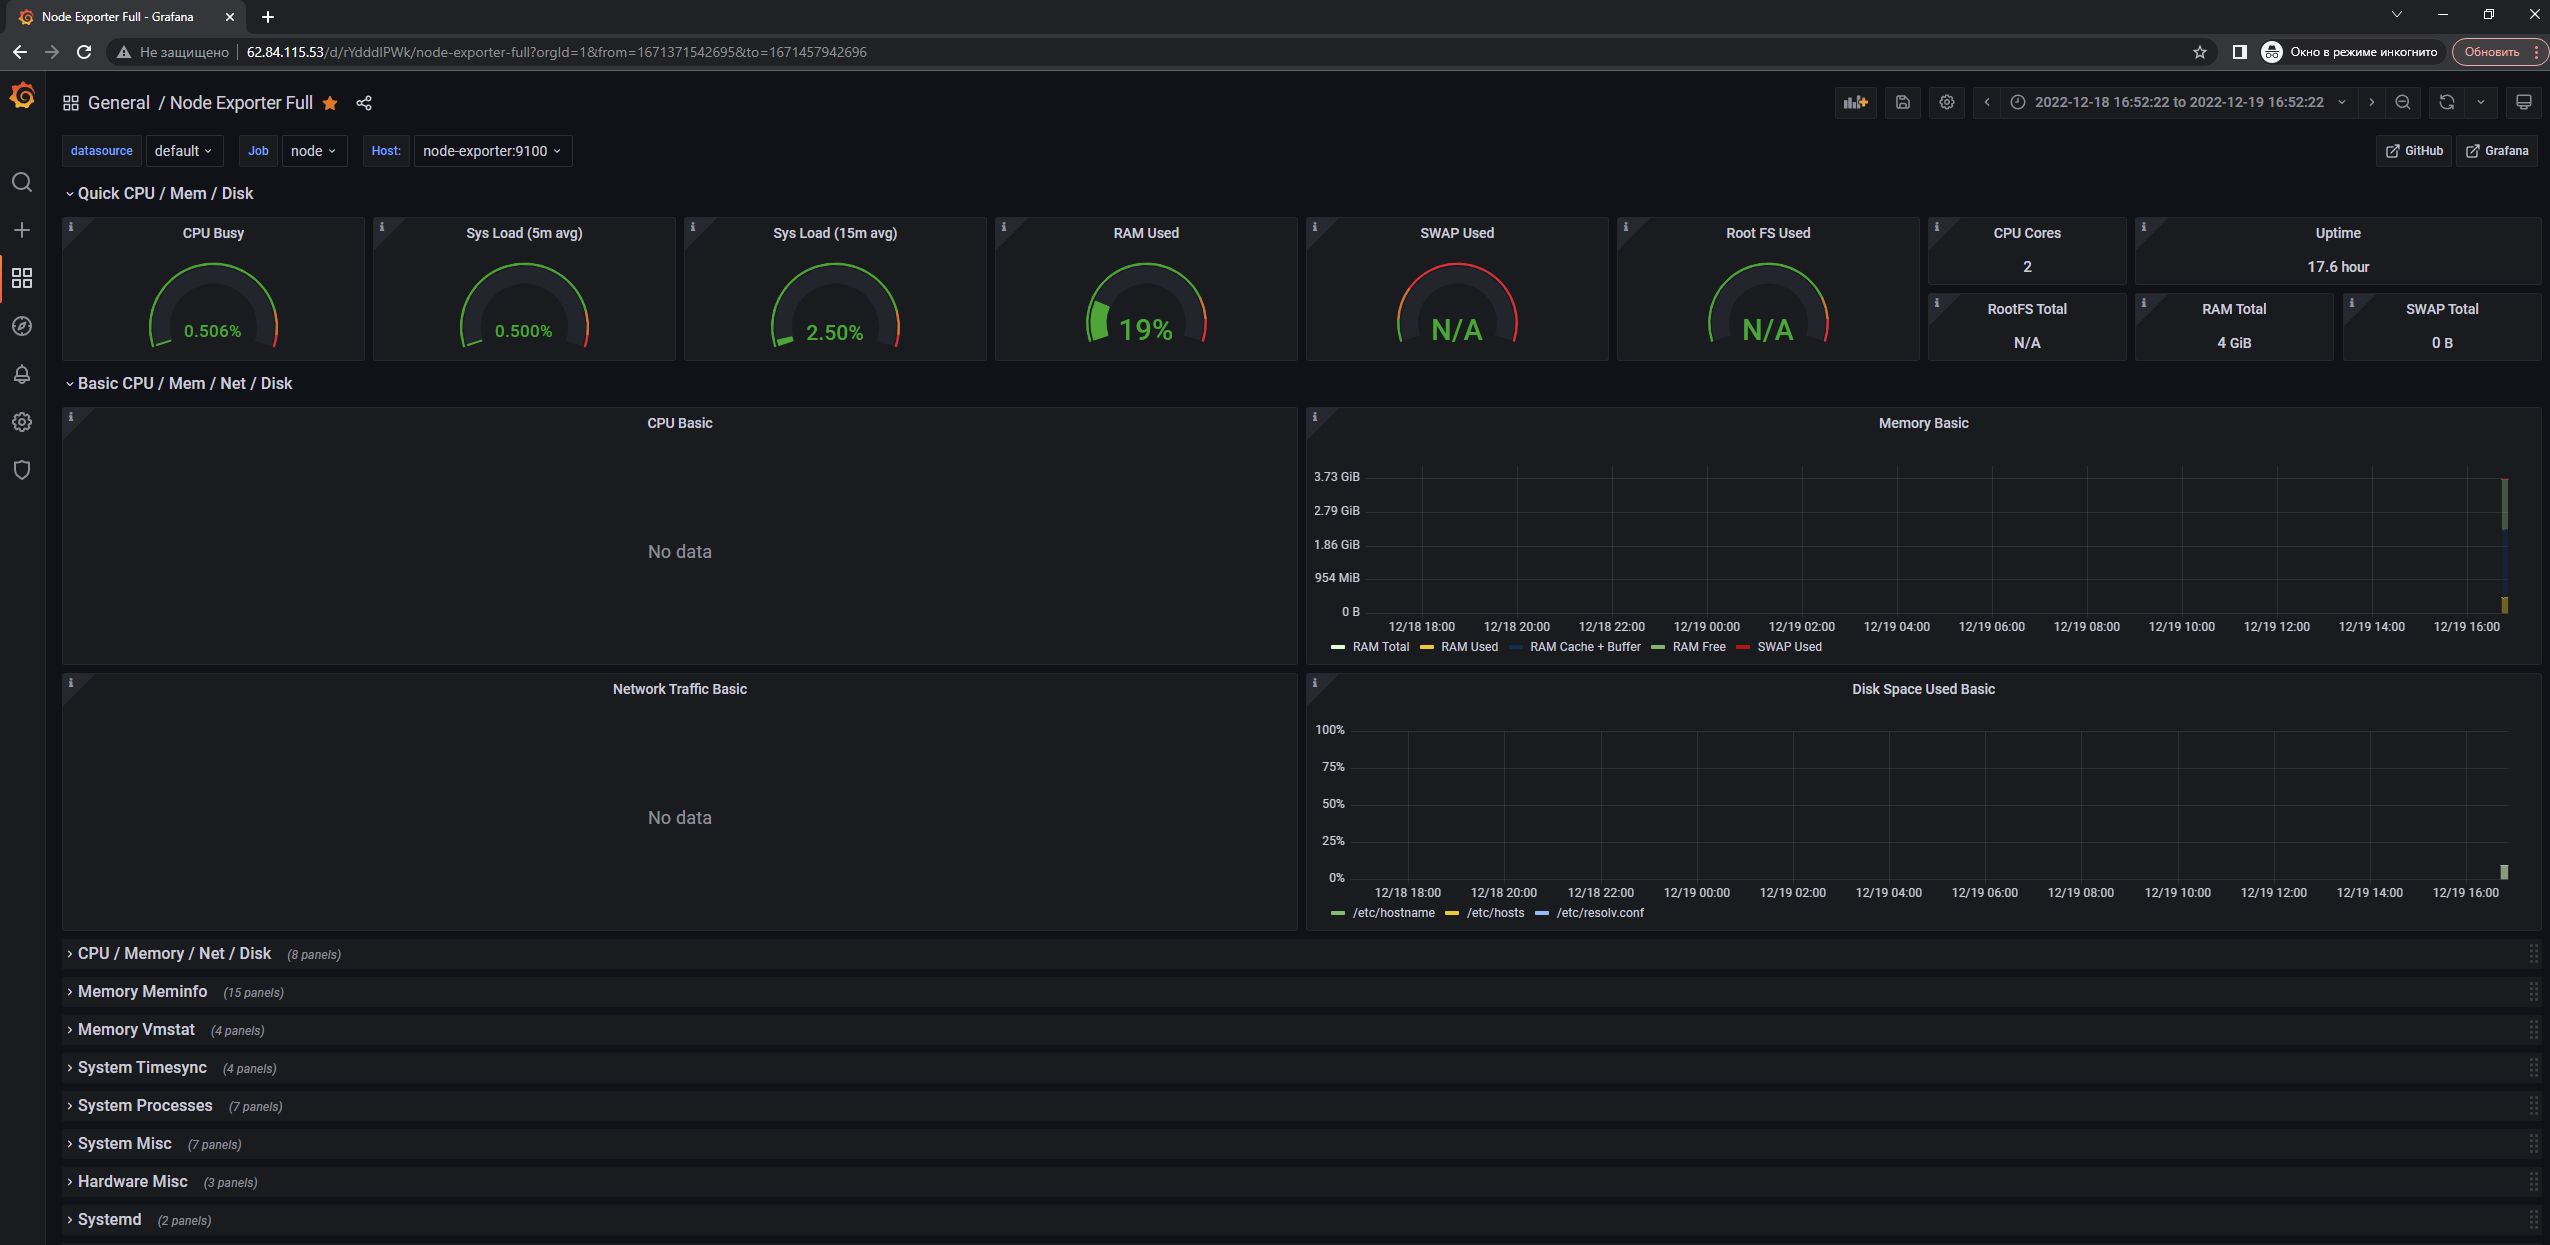 Node Exporter Full - Grafana
Не защищено 62.84.115.53/d/rYdddlPWk/node-exporter-full?orgId=1&from=1671371542695&to=1671457942696 Окно в режиме инкогнито Обновить
General / Node Exporter Full 2022-12-18 16:52:22 to 2022-12-19 16:52:22
datasource default Job node Host: node-exporter:9100 GitHub Grafana
Quick CPU / Mem / Disk
CPU Busy
0.506%
Sys Load (5m avg)
0.500%
Sys Load (15m avg)
2.50%
RAM Used
19%
SWAP Used
N/A
Root FS Used
N/A
CPU Cores
2
Uptime
17.6 hour
RootFS Total
N/A
RAM Total
4 GiB
SWAP Total
0 B
Basic CPU / Mem / Net / Disk
CPU Basic
No data
Memory Basic
3.73 GiB
2.79 GiB
1.86 GiB
954 MiB
0 B
12/18 18:00 12/18 20:00 12/18 22:00 12/19 00:00 12/19 02:00 12/19 04:00 12/19 06:00 12/19 08:00 12/19 10:00 12/19 12:00 12/19 14:00 12/19 16:00
RAM Total RAM Used RAM Cache + Buffer RAM Free SWAP Used
Network Traffic Basic
No data
Disk Space Used Basic
100%
75%
50%
25%
0%
12/18 18:00 12/18 20:00 12/18 22:00 12/19 00:00 12/19 02:00 12/19 04:00 12/19 06:00 12/19 08:00 12/19 10:00 12/19 12:00 12/19 14:00 12/19 16:00
/etc/hostname /etc/hosts /etc/resolv.conf
CPU / Memory / Net / Disk (8 panels)
Memory Meminfo (15 panels)
Memory Vmstat (4 panels)
System Timesync (4 panels)
System Processes (7 panels)
System Misc (7 panels)
Hardware Misc (3 panels)
Systemd (2 panels)